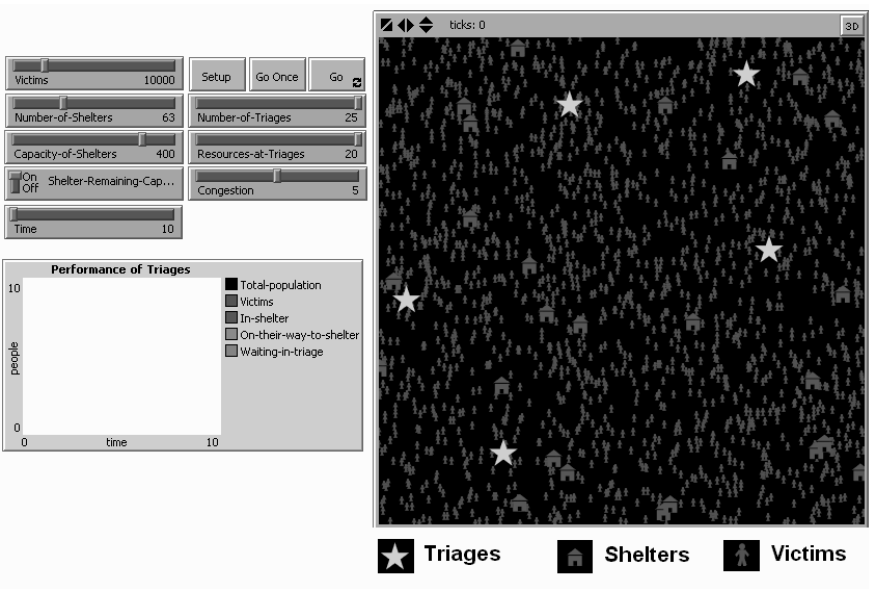 ticks: 0
3D
Victims 10000
Setup
Go Once
Go
Number-of-Shelters 63
Number-of-Triages 25
Capacity-of-Shelters 400
Resources-at-Triages 20
On
Off
Shelter-Remaining-Cap...
Congestion 5
Time 10
Performance of Triages
10
people
0
0
time
10
Total-population
Victims
In-shelter
On-their-way-to-shelter
Waiting-in-triage
Triages
Shelters
Victims